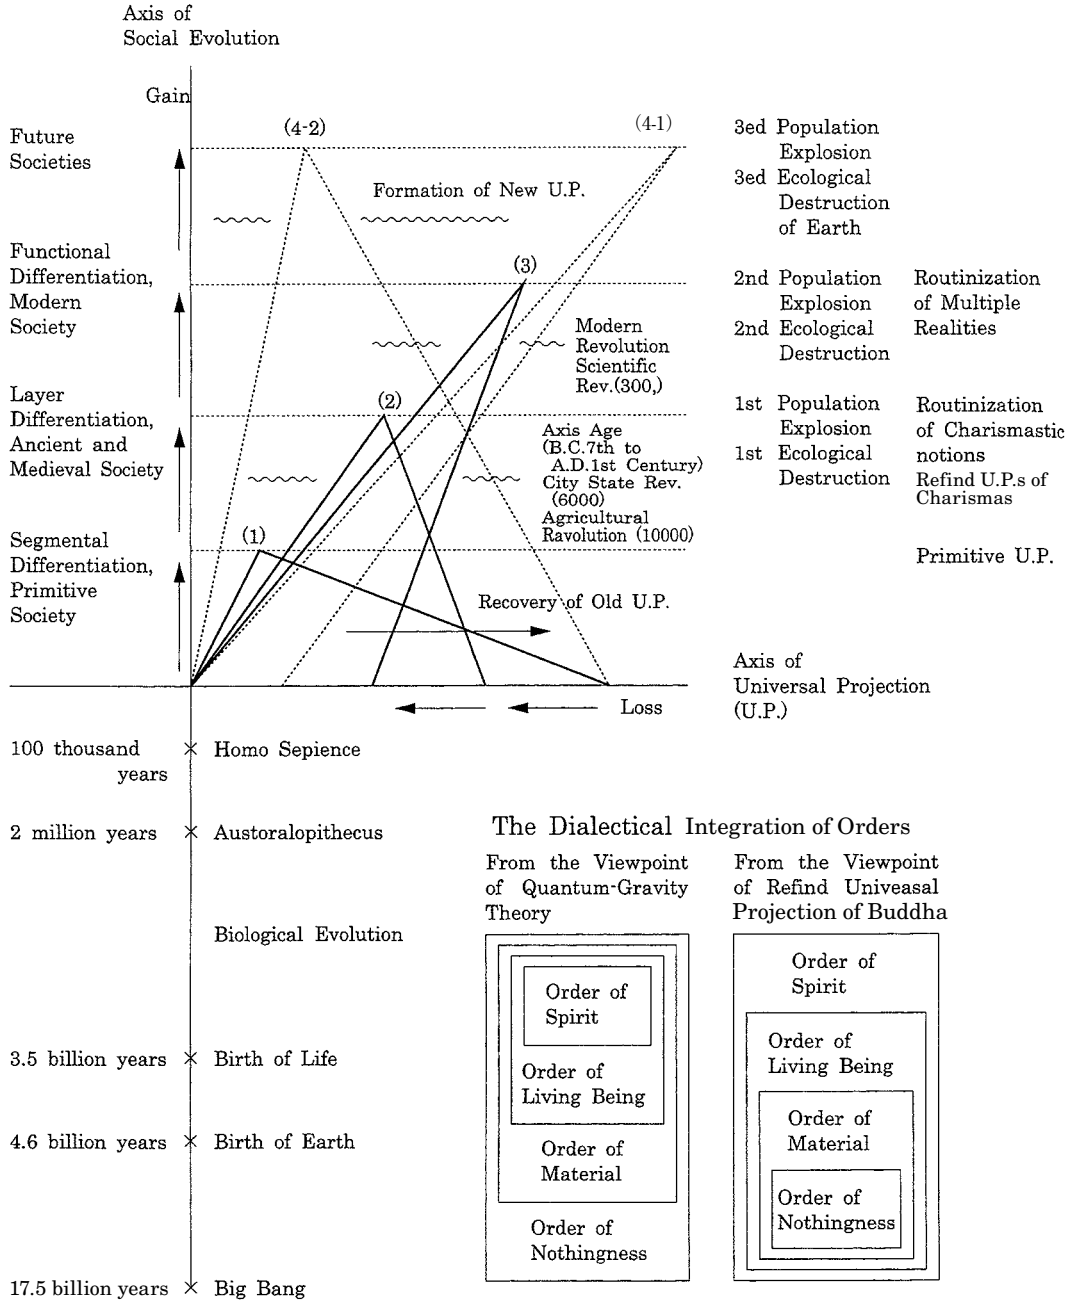 Axis of
Social Evolution
Gain
(4-2)
(4-1)
Future
Societies
Formation of New U.P.
3ed Population
Explosion
3ed Ecological
Destruction
of Earth
Functional
Differentiation,
Modern
Society
(3)
2nd Population
Explosion
2nd Ecological
Destruction
Routinization
of Multiple
Realities
Modern
Revolution
Scientific
Rev.(300,)
Layer
Differentiation,
Ancient and
Medieval Society
(2)
Axis Age
(B.C.7th to
A.D.1st Century)
City State Rev.
(6000)
Agricultural
Ravolution (10000)
1st Population
Explosion
1st Ecological
Destruction
Routinization
of Charismastic
notions
Refind U.P.s of
Charismas
(1)
Segmental
Differentiation,
Primitive
Society
Primitive U.P.
Recovery of Old U.P.
Axis of
Universal Projection
(U.P.)
Loss
100 thousand
years
Homo Sepience
2 million years
Austoralopithecus
Biological Evolution
3.5 billion years
Birth of Life
4.6 billion years
Birth of Earth
17.5 billion years
Big Bang
The Dialectical Integration of Orders
From the Viewpoint
of Quantum-Gravity
Theory
Order of
Spirit
Order of
Living Being
Order of
Material
Order of
Nothingness
From the Viewpoint
of Refind Univeasal
Projection of Buddha
Order of
Spirit
Order of
Living Being
Order of
Material
Order of
Nothingness